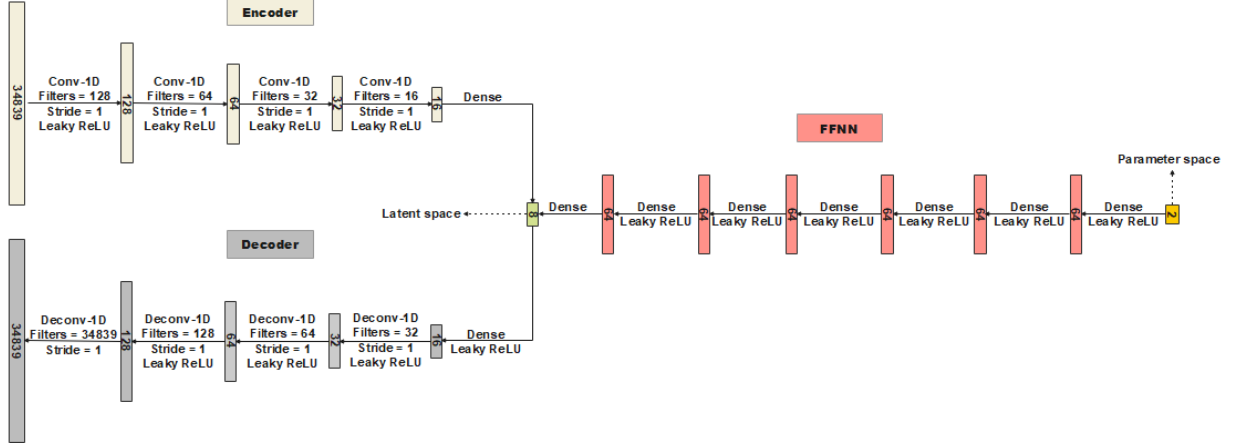 Encoder
34839
Conv-1D
Filters = 128
Stride = 1
Leaky ReLU
128
Conv-1D
Filters = 64
Stride = 1
Leaky ReLU
64
Conv-1D
Filters = 32
Stride = 1
Leaky ReLU
32
Conv-1D
Filters = 16
Stride = 1
Leaky ReLU
16
Dense
FFNN
Parameter space
Latent space
8
Dense
64
Dense
Leaky ReLU
64
Dense
Leaky ReLU
64
Dense
Leaky ReLU
64
Dense
Leaky ReLU
64
Dense
Leaky ReLU
64
Dense
Leaky ReLU
2
Decoder
34839
Deconv-1D
Filters = 34839
Stride = 1
128
Deconv-1D
Filters = 128
Stride = 1
Leaky ReLU
64
Deconv-1D
Filters = 64
Stride = 1
Leaky ReLU
32
Deconv-1D
Filters = 32
Stride = 1
Leaky ReLU
16
Dense
Leaky ReLU